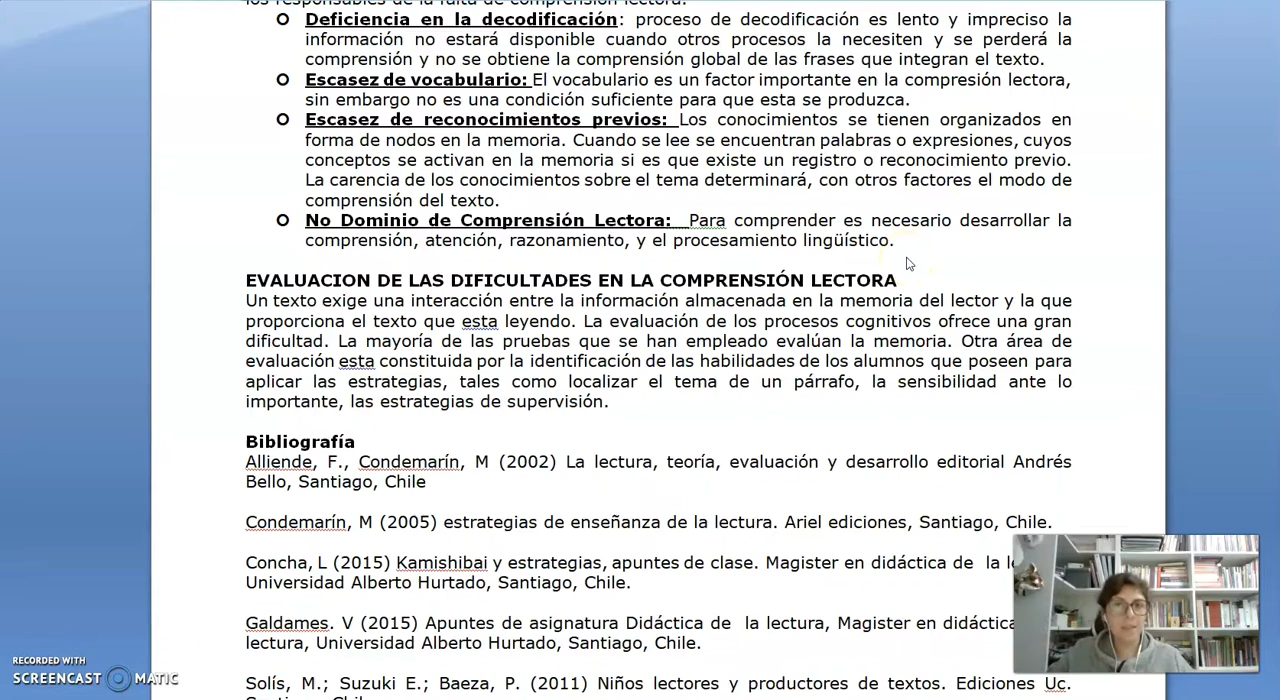 los responsables de la falta de comprensión lectora:
O Deficiencia en la decodificación: proceso de decodificación es lento y impreciso la
información no estará disponible cuando otros procesos la necesiten y se perderá la
comprensión y no se obtiene la comprensión global de las frases que integran el texto.
O Escasez de vocabulario: El vocabulario es un factor importante en la compresión lectora,
sin embargo no es una condición suficiente para que esta se produzca.
O Escasez de reconocimientos previos: Los conocimientos se tienen organizados en
forma de nodos en la memoria. Cuando se lee se encuentran palabras o expresiones, cuyos
conceptos se activan en la memoria si es que existe un registro o reconocimiento previo.
La carencia de los conocimientos sobre el tema determinará, con otros factores el modo de
comprensión del texto.
O No Dominio de Comprensión Lectora: Para comprender es necesario desarrollar la
comprensión, atención, razonamiento, y el procesamiento lingüístico.
EVALUACION DE LAS DIFICULTADES EN LA COMPRENSIÓN LECTORA
Un texto exige una interacción entre la información almacenada en la memoria del lector y la que
proporciona el texto que esta leyendo. La evaluación de los procesos cognitivos ofrece una gran
dificultad. La mayoría de las pruebas que se han empleado evalúan la memoria. Otra área de
evaluación esta constituida por la identificación de las habilidades de los alumnos que poseen para
aplicar las estrategias, tales como localizar el tema de un párrafo, la sensibilidad ante lo
importante, las estrategias de supervisión.
Bibliografía
Alliende, F., Condemarín, M (2002) La lectura, teoría, evaluación y desarrollo editorial Andrés
Bello, Santiago, Chile
Condemarín, M (2005) estrategias de enseñanza de la lectura. Ariel ediciones, Santiago, Chile.
Concha, L (2015) Kamishibai y estrategias, apuntes de clase. Magister en didáctica de la
Universidad Alberto Hurtado, Santiago, Chile.
Galdames. V (2015) Apuntes de asignatura Didáctica de la lectura, Magister en didáctica
lectura, Universidad Alberto Hurtado, Santiago, Chile.
Solís, M.; Suzuki E.; Baeza, P. (2011) Niños lectores y productores de textos. Ediciones Uc.
RECORDED WITH
SCREENCAST MATIC